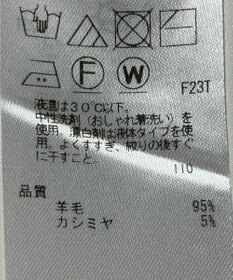 F W
F23T
液温は30℃以下。
中性洗剤（おしゃれ着洗い）を
使用、漂白剤は液体タイプを使
用。よくすすぎ、絞りの後すぐ
に干すこと。
110
品質
羊毛 95%
カシミヤ 5%